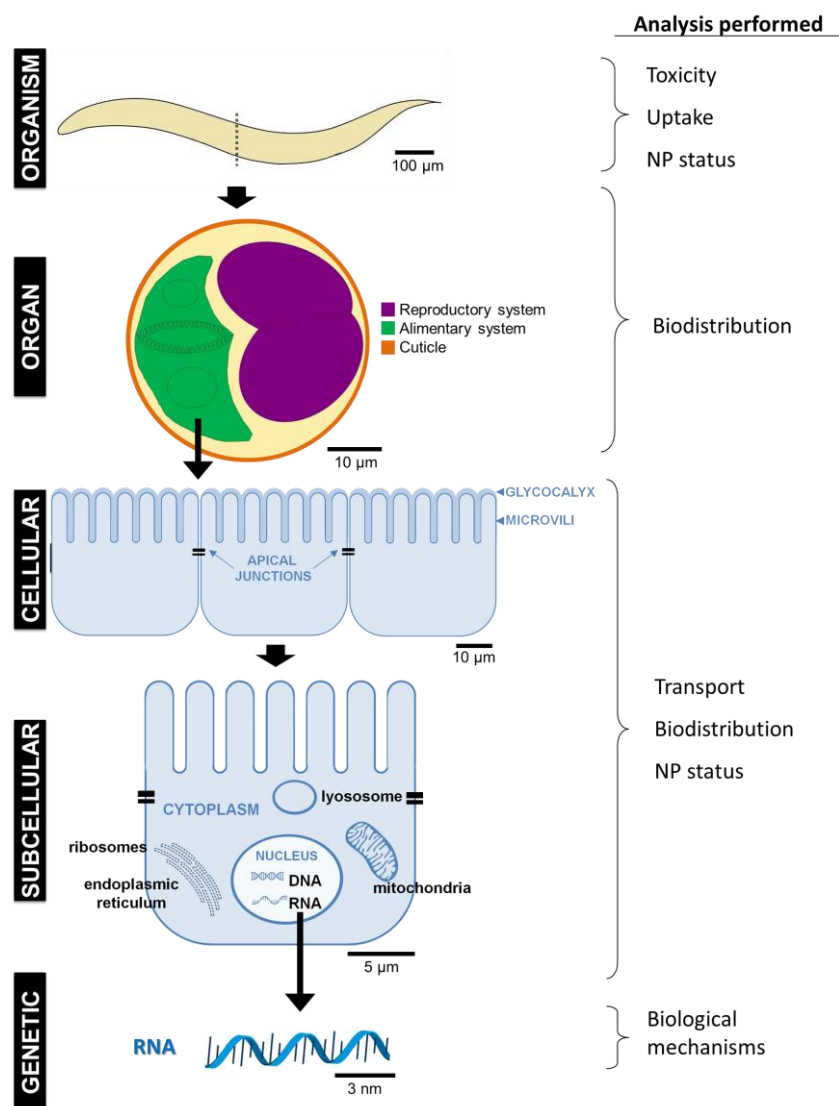 Analysis performed
ORGANISM
100 µm
Toxicity
Uptake
NP status
ORGAN
Reproductory system
Alimentary system
Cuticle
10 µm
Biodistribution
CELLULAR
GLYCOCALYX
MICROVILI
APICAL
JUNCTIONS
10 µm
SUBCELLULAR
CYTOPLASM
lyososome
ribosomes
endoplasmic
reticulum
NUCLEUS
DNA
RNA
mitochondria
5 µm
Transport
Biodistribution
NP status
GENETIC
RNA
3 nm
Biological
mechanisms